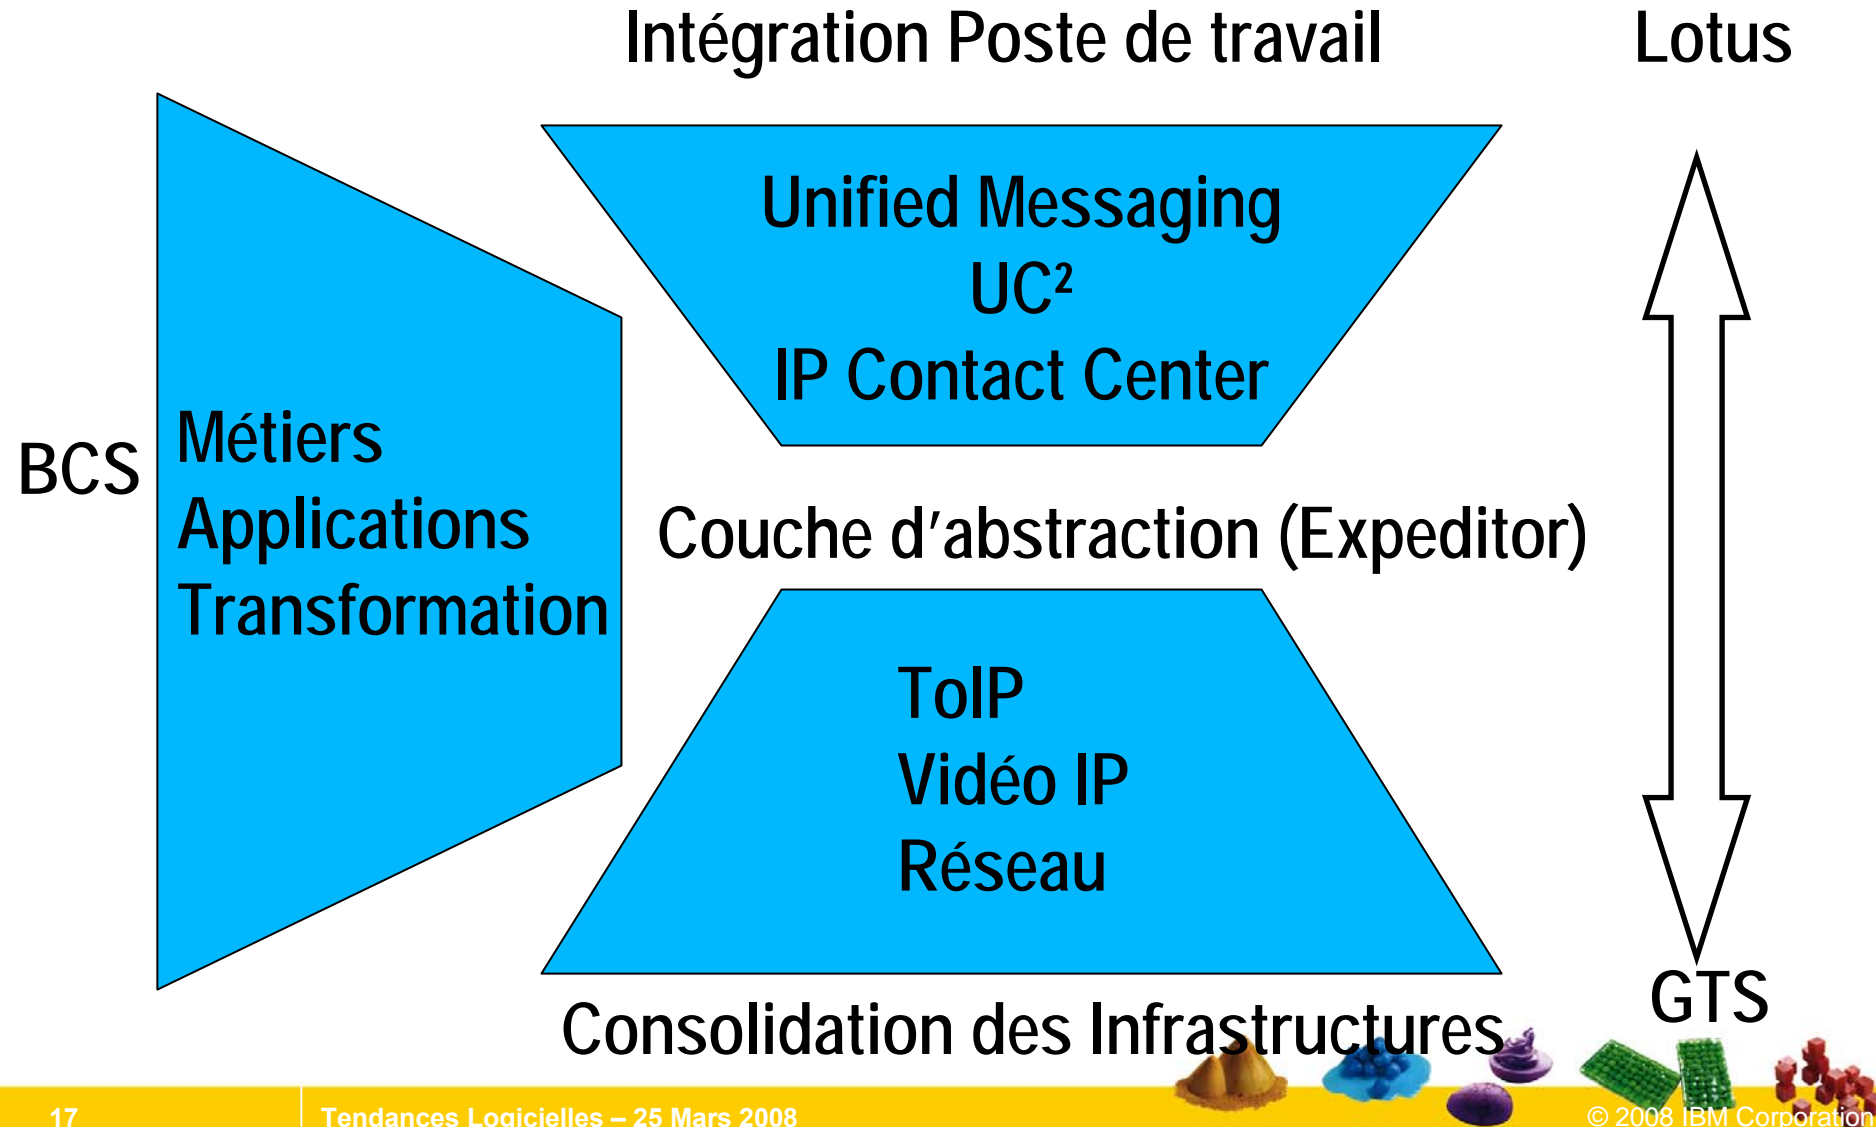 Intégration Poste de travail
Lotus
Unified Messaging
UC²
IP Contact Center
BCS
Métiers
Applications
Transformation
Couche d'abstraction (Expeditor)
ToIP
Vidéo IP
Réseau
GTS
Consolidation des Infrastructures
17
Tendances Logicielles – 25 Mars 2008
© 2008 IBM Corporation